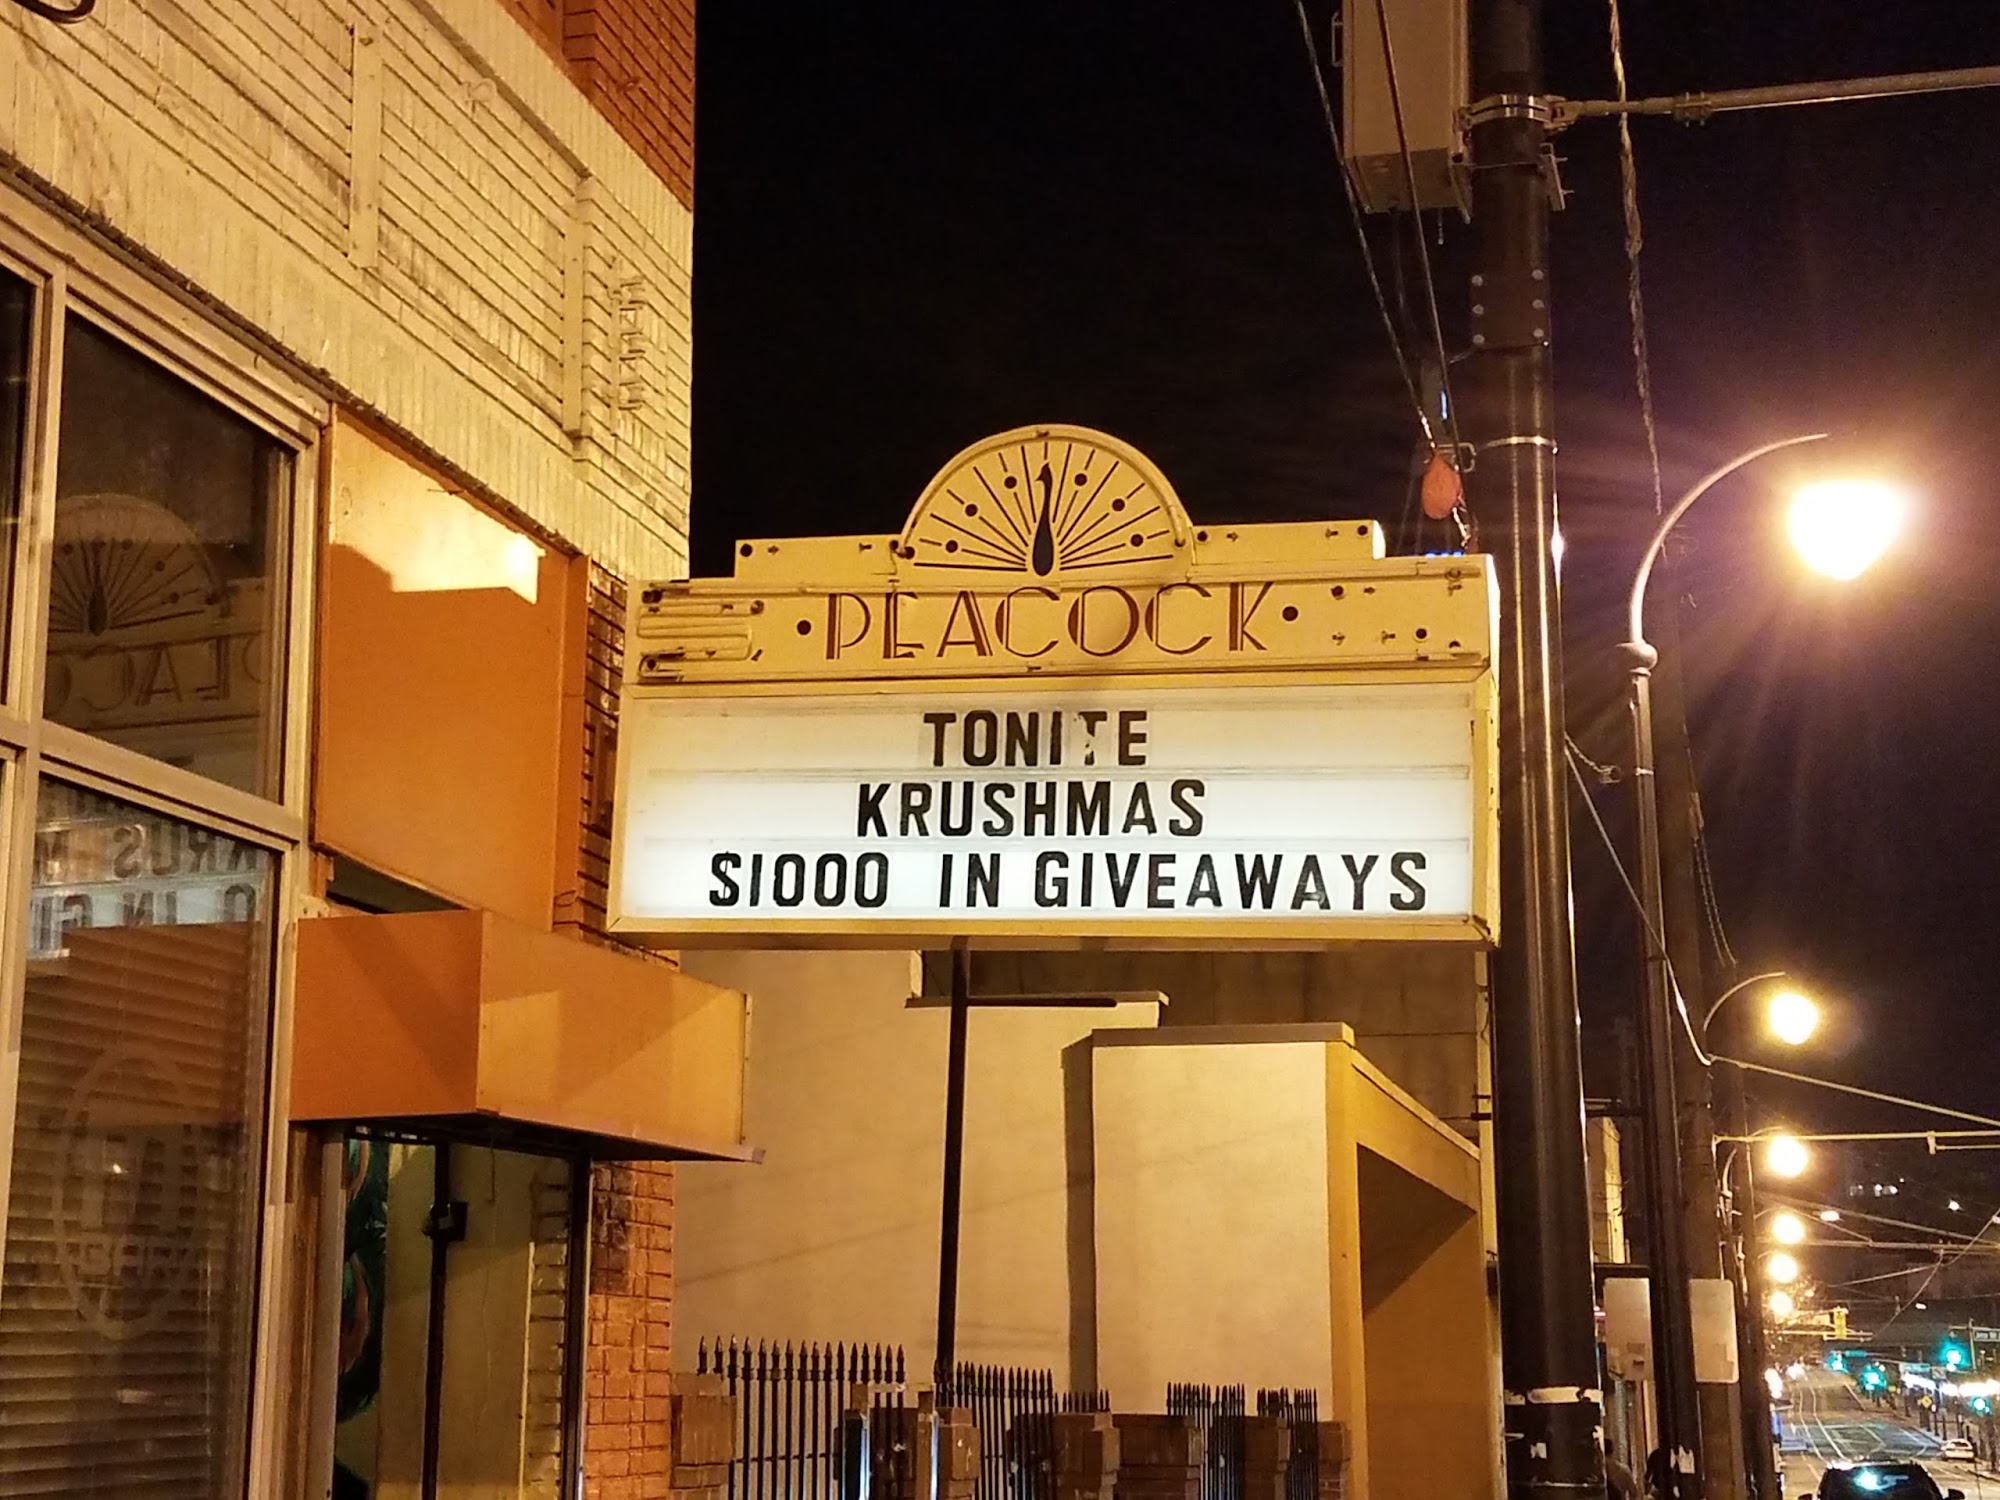 PEACOCK
TONITE
KRUSHMAS
$1000 IN GIVEAWAYS